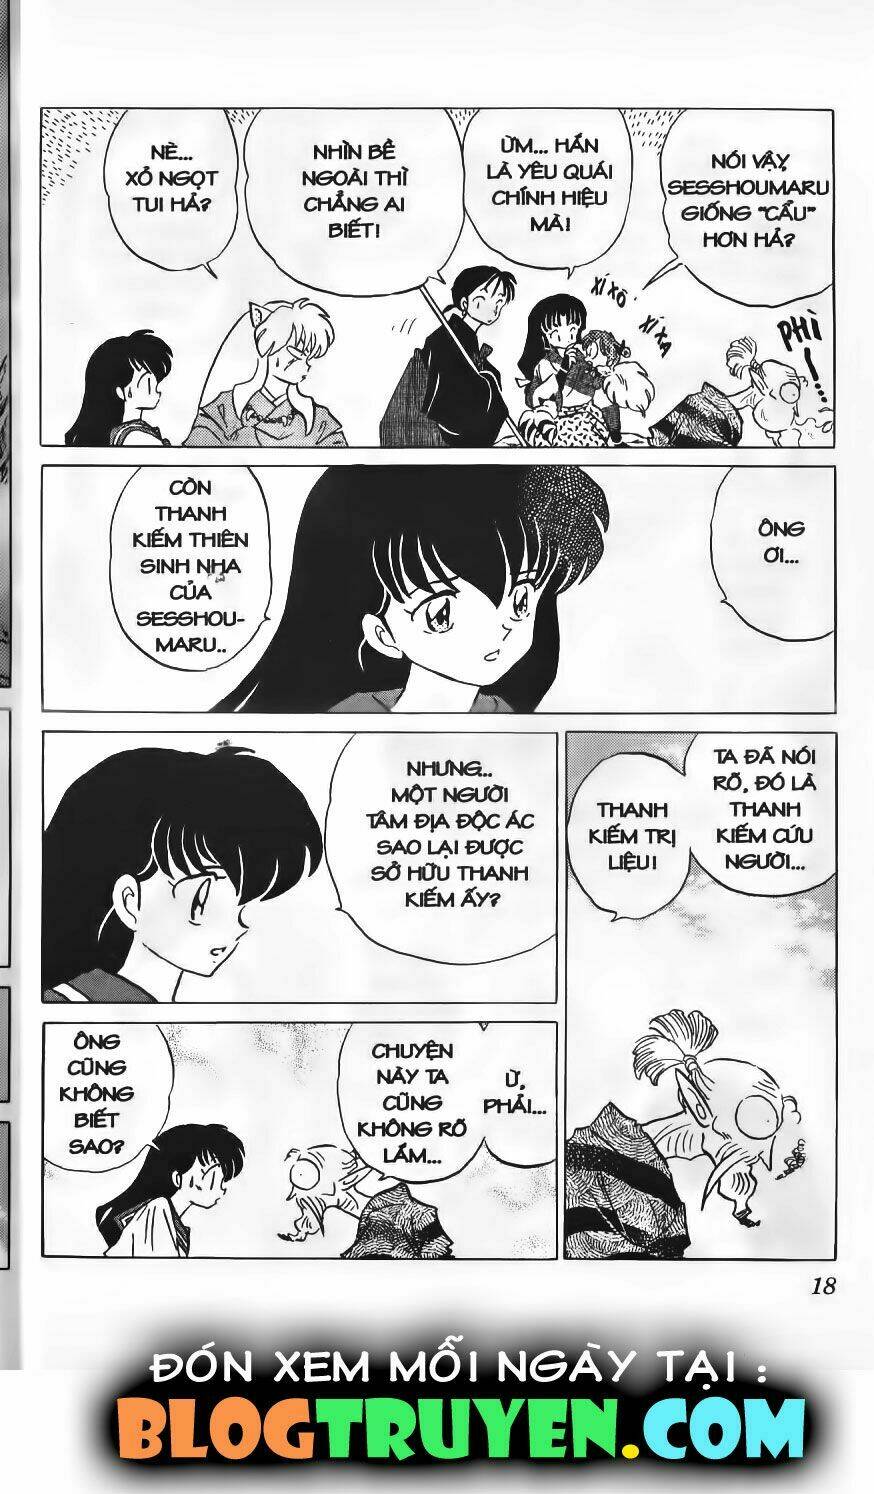 NÓI VẬY,
SESSHOUMARU
GIỐNG "CẨU"
HƠN HẢ?
ỪM... HẮN
LÀ YÊU QUÁI
CHÍNH HIỆU
MÀ!
NHÌN BỀ
NGOÀI THÌ
CHẲNG AI
BIẾT!
NÈ...
XỎ NGỌT
TUI HẢ?
XÍ XÔ
XÍ XA
PHÌ...
ÔNG
ƠI...
CÒN
THANH
KIẾM THIÊN
SINH NHA
CỦA
SESSHOU-
MARU..
TA ĐÃ NÓI
RÕ, ĐÓ LÀ
THANH
KIẾM CỨU
NGƯỜI...
THANH
KIẾM TRỊ
LIỆU!
NHƯNG..
MỘT NGƯỜI
TÂM ĐỊA ĐỘC ÁC
SAO LẠI ĐƯỢC
SỞ HỮU THANH
KIẾM ẤY?
Ừ,
PHẢI...
CHUYỆN
NÀY TA
CŨNG
KHÔNG RÕ
LẮM...
ÔNG
CŨNG
KHÔNG
BIẾT
SAO?
18
ĐÓN XEM MỖI NGÀY TẠI :
BLOGTRUYEN.COM